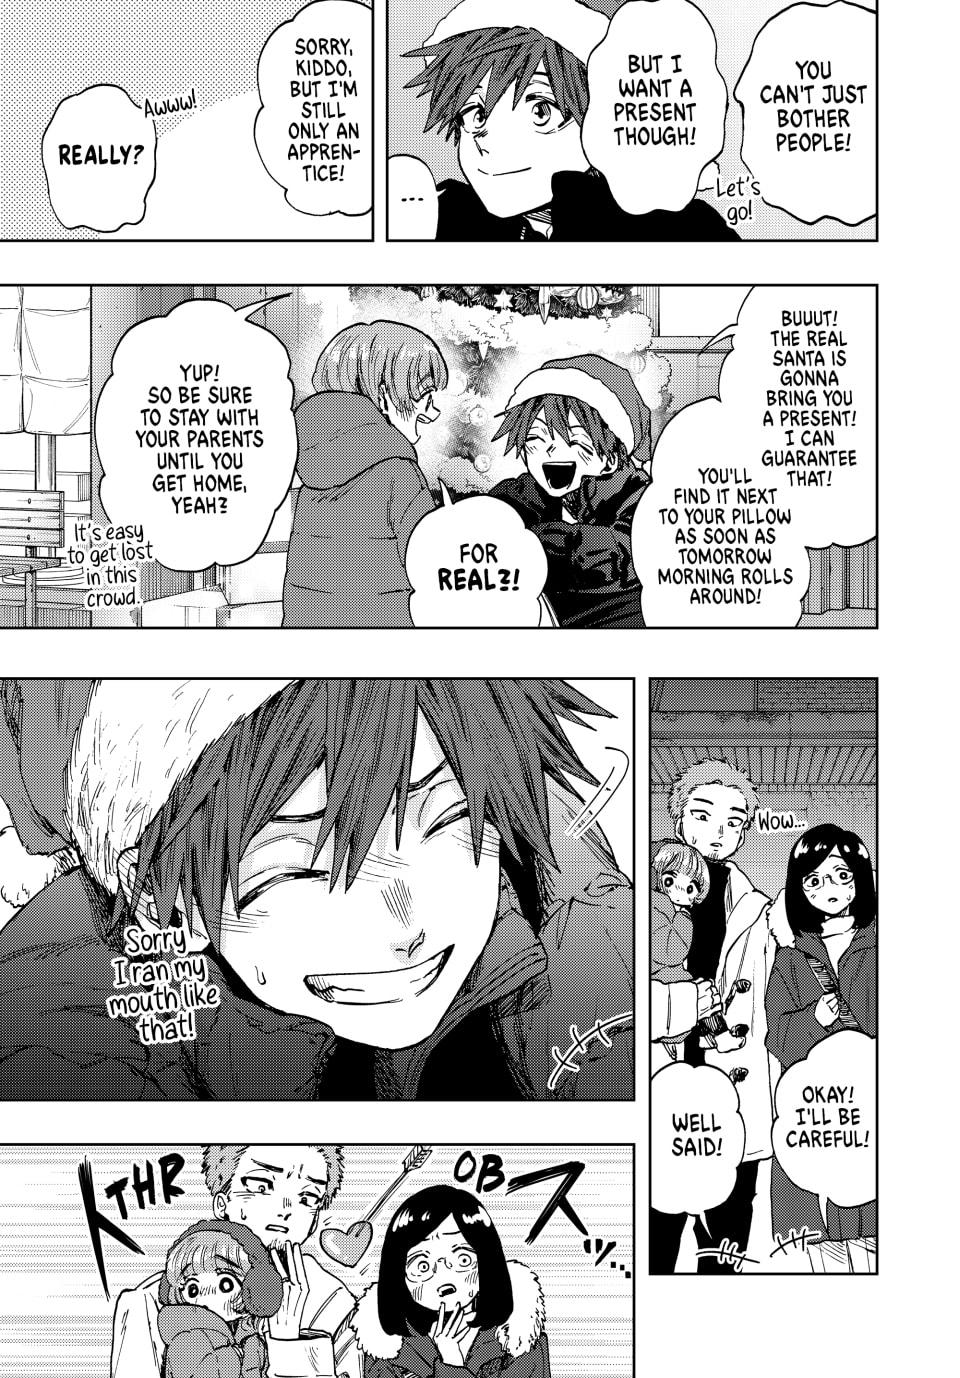 YOU
CAN'T JUST
BOTHER
PEOPLE!
Let's
go!
BUT I
WANT A
PRESENT
THOUGH!
...
SORRY,
KIDDO,
BUT I'M
STILL
ONLY AN
APPREN-
TICE!
Awww!
REALLY?
BUUUT!
THE REAL
SANTA IS
GONNA
BRING YOU
A PRESENT!
I CAN
GUARANTEE
THAT!
YOU'LL
FIND IT NEXT
TO YOUR PILLOW
AS SOON AS
TOMORROW
MORNING ROLLS
AROUND!
FOR
REAL?!
YUP!
SO BE SURE
TO STAY WITH
YOUR PARENTS
UNTIL YOU
GET HOME,
YEAH?
It's easy
to get lost
in this
crowd.
Wow...
OKAY!
I'LL BE
CAREFUL!
WELL
SAID!
Sorry
I ran my
mouth like
that!
トスッ...
THROB